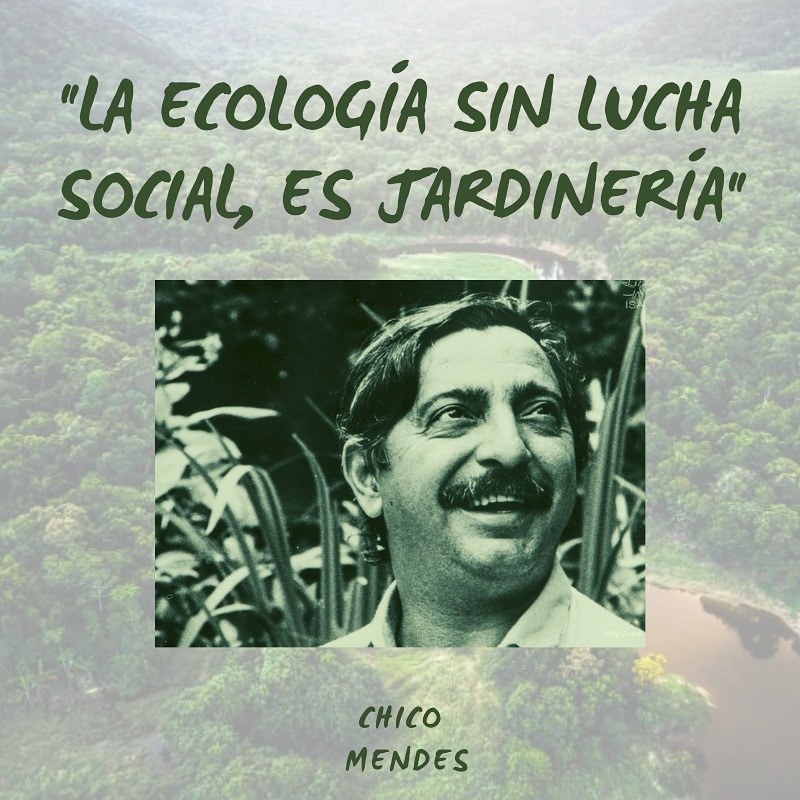 "LA ECOLOGÍA SIN LUCHA
SOCIAL, ES JARDINERÍA"
CHICO
MENDES